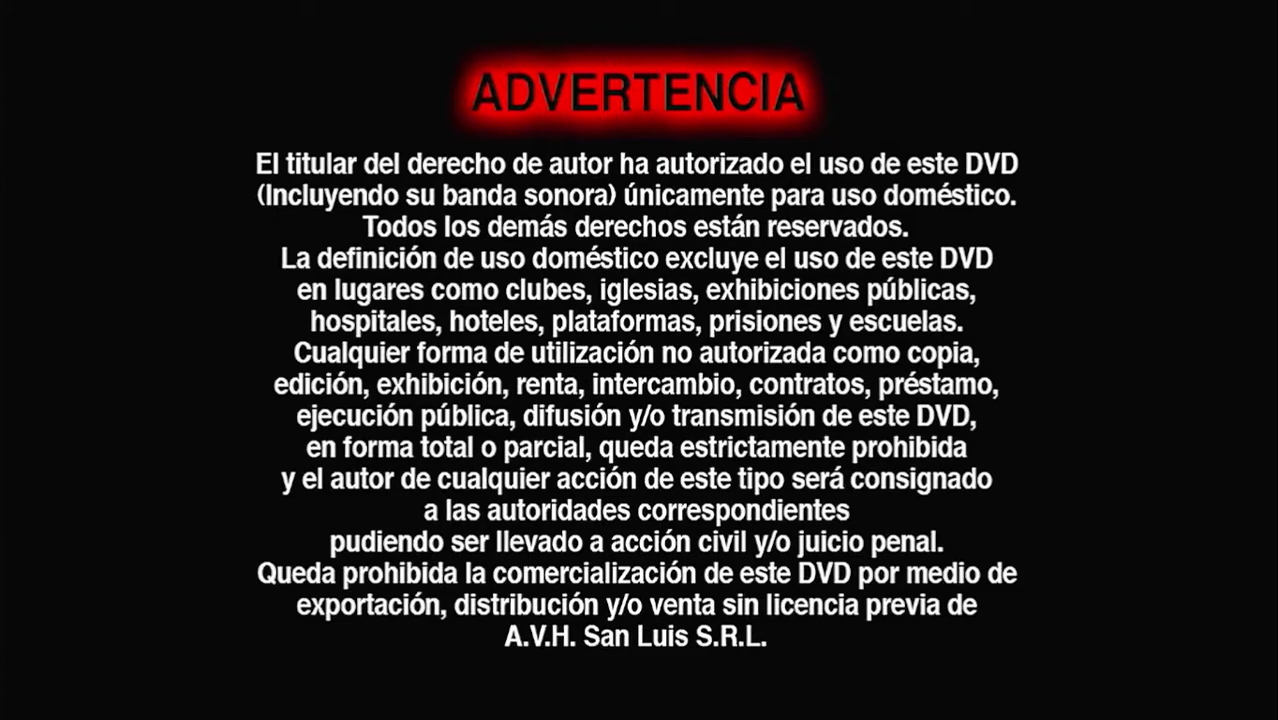 ADVERTENCIA
El titular del derecho de autor ha autorizado el uso de este DVD
(Incluyendo su banda sonora) únicamente para uso doméstico.
Todos los demás derechos están reservados.
La definición de uso doméstico excluye el uso de este DVD
en lugares como clubes, iglesias, exhibiciones públicas,
hospitales, hoteles, plataformas, prisiones y escuelas.
Cualquier forma de utilización no autorizada como copia,
edición, exhibición, renta, intercambio, contratos, préstamo,
ejecución pública, difusión y/o transmisión de este DVD,
en forma total o parcial, queda estrictamente prohibida
y el autor de cualquier acción de este tipo será consignado
a las autoridades correspondientes
pudiendo ser llevado a acción civil y/o juicio penal.
Queda prohibida la comercialización de este DVD por medio de
exportación, distribución y/o venta sin licencia previa de
A.V.H. San Luis S.R.L.